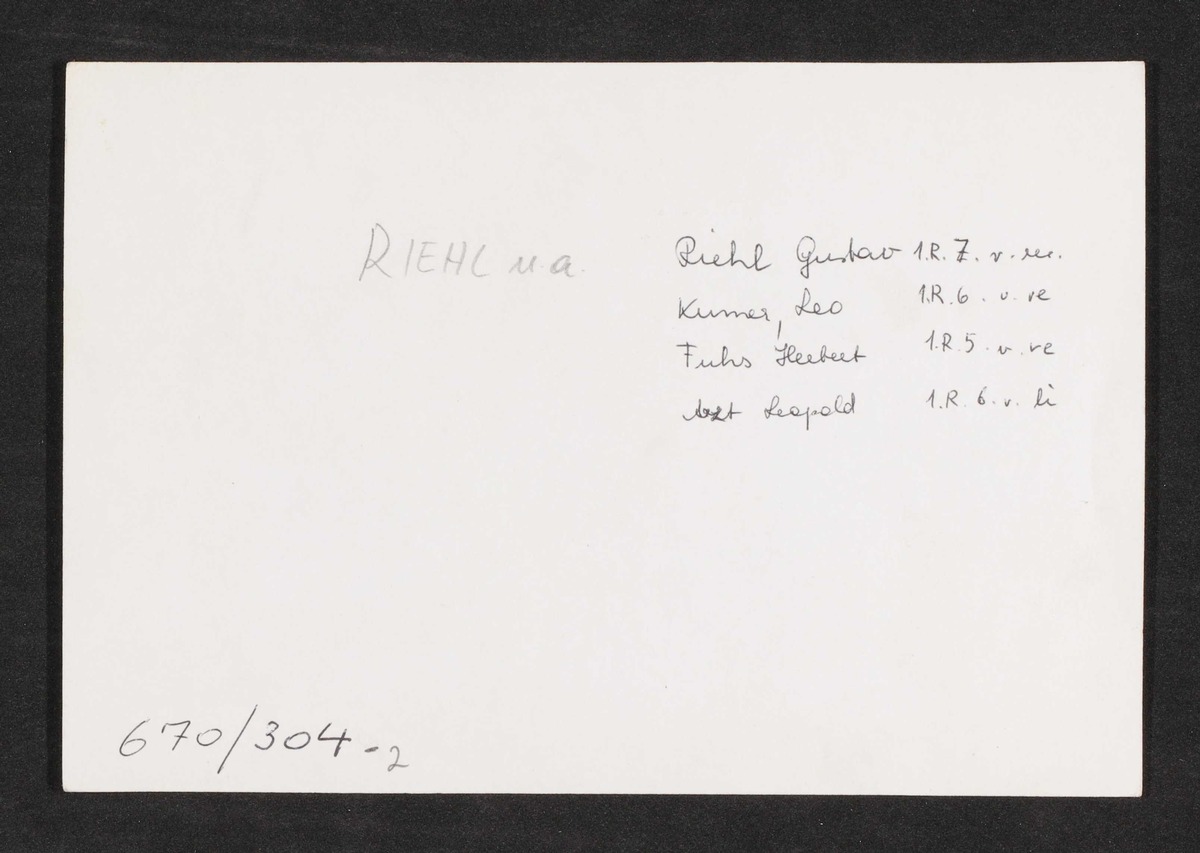 RIEHL u.a.
Riehl Gustav 1.R. 7. v. re.
Kumer, Leo 1.R. 6. v. re
Fuhs Herbert 1.R. 5. v. re
Arzt Leopold 1.R. 6. v. li
670/304-2